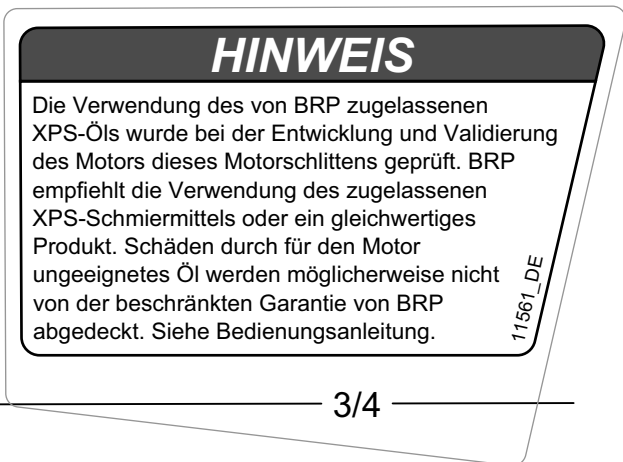 HINWEIS
Die Verwendung des von BRP zugelassenen
XPS-Öls wurde bei der Entwicklung und Validierung
des Motors dieses Motorschlittens geprüft. BRP
empfiehlt die Verwendung des zugelassenen
XPS-Schmiermittels oder ein gleichwertiges
Produkt. Schäden durch für den Motor
ungeeignetes Öl werden möglicherweise nicht
von der beschränkten Garantie von BRP
abgedeckt. Siehe Bedienungsanleitung.
11561_DE
3/4